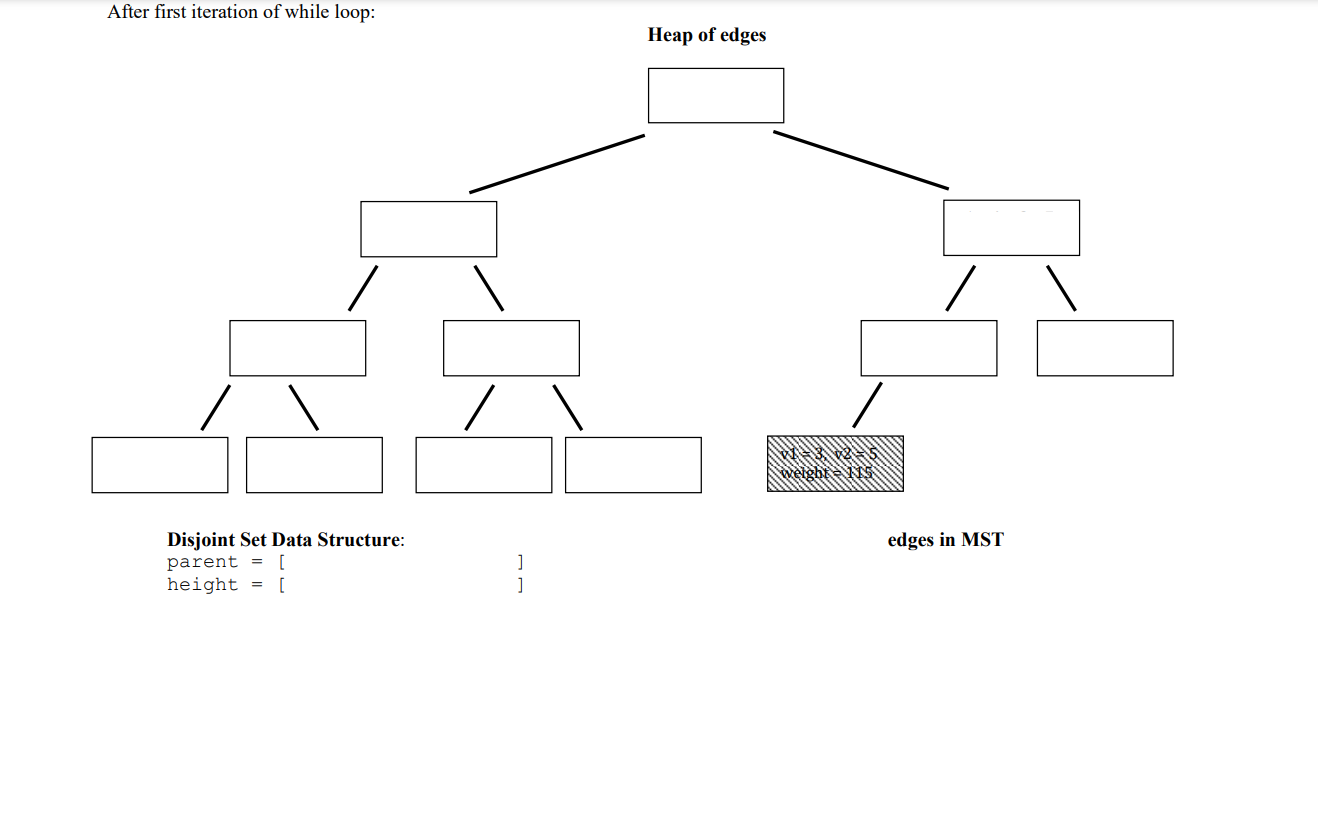 After first iteration of while loop:
Heap of edges
v1 = 3, v2 = 5
weight = 115
Disjoint Set Data Structure:
edges in MST
parent = [ ]
height = [ ]